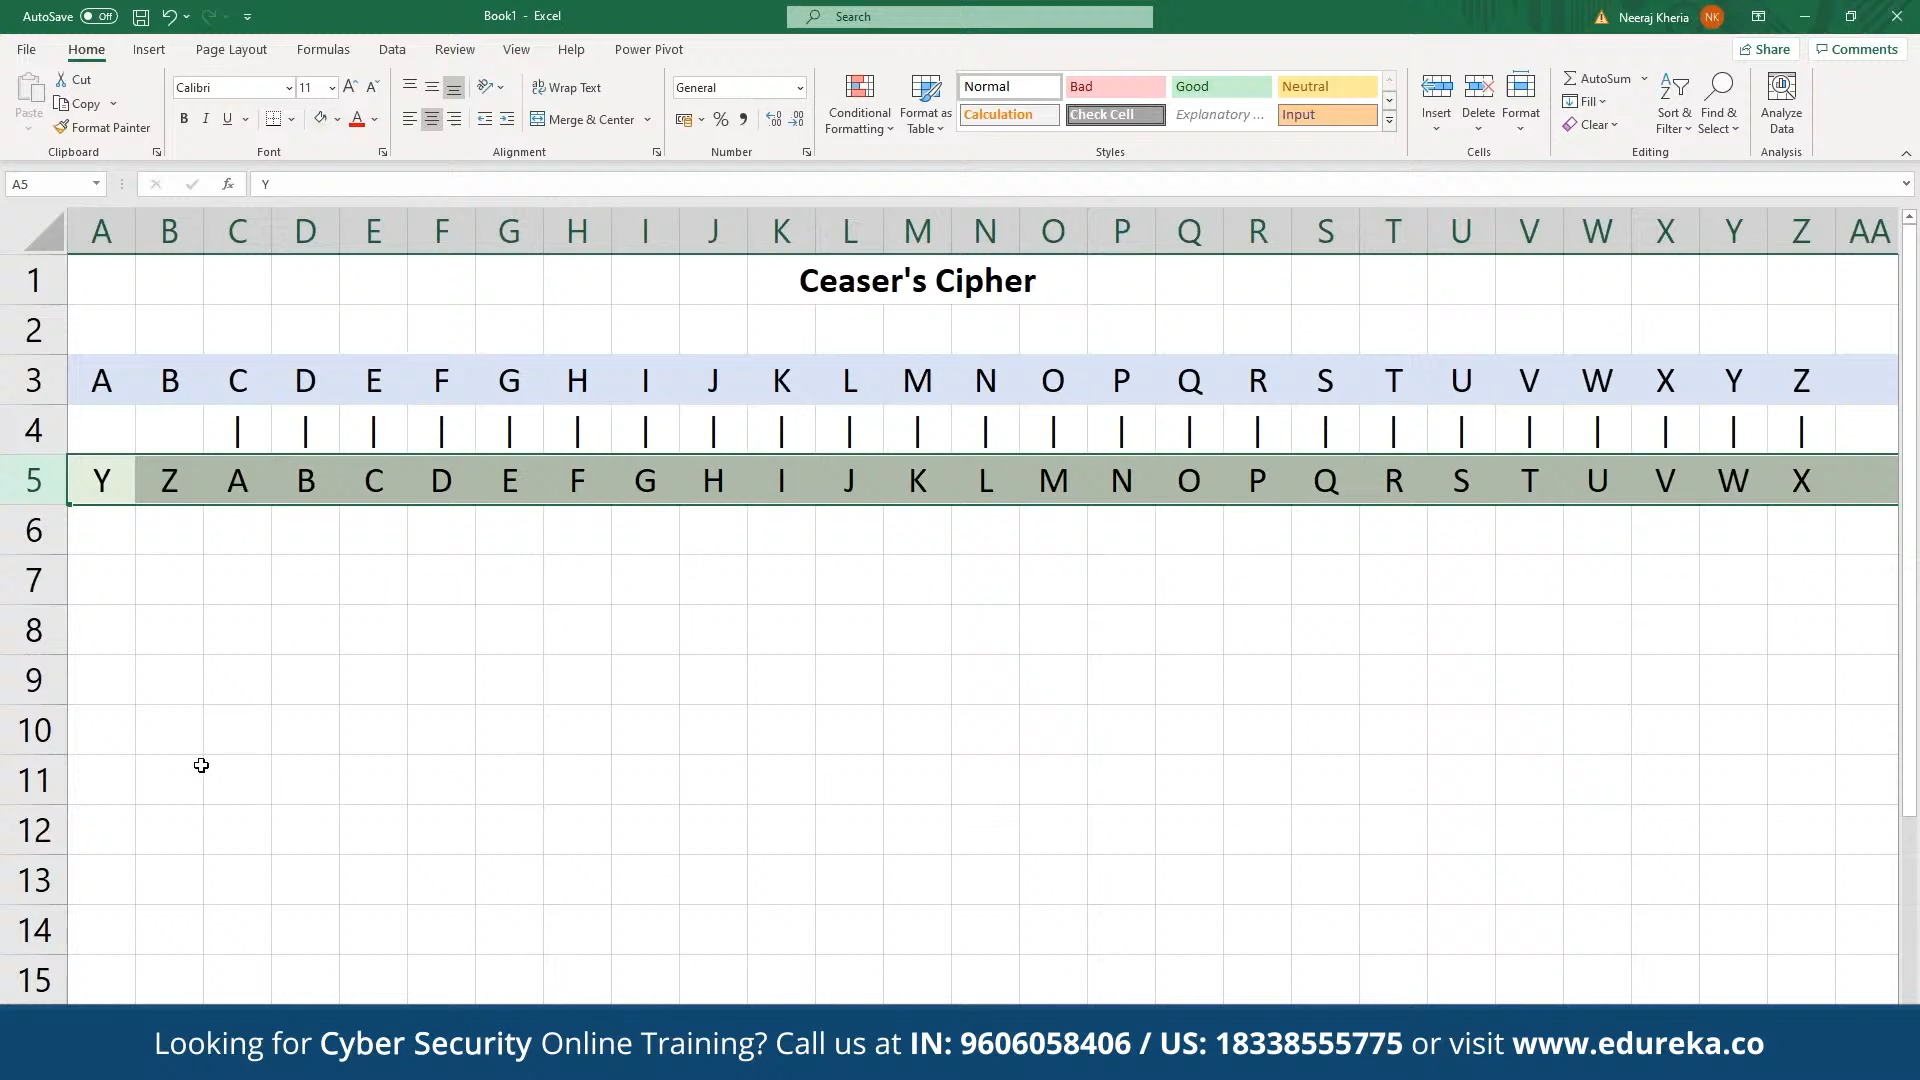 AutoSave Off Book1 - Excel Search Neeraj Kheria NK
File Home Insert Page Layout Formulas Data Review View Help Power Pivot Share Comments
Paste Cut Copy Format Painter Clipboard
Calibri 11 A A B I U A Font
Wrap Text Merge & Center Alignment
General % Number
Conditional Formatting Format as Table Normal Bad Good Neutral Calculation Check Cell Explanatory ... Input Styles
Insert Delete Format Cells
AutoSum Fill Clear Sort & Filter Find & Select Editing
Analyze Data Analysis
A5 fx Y
A B C D E F G H I J K L M N O P Q R S T U V W X Y Z AA
1 Ceaser's Cipher
2
3 A B C D E F G H I J K L M N O P Q R S T U V W X Y Z
4 | | | | | | | | | | | | | | | | | | | | | | | |
5 Y Z A B C D E F G H I J K L M N O P Q R S T U V W X
6
7
8
9
10
11
12
13
14
15
Looking for Cyber Security Online Training? Call us at IN: 9606058406 / US: 18338555775 or visit www.edureka.co